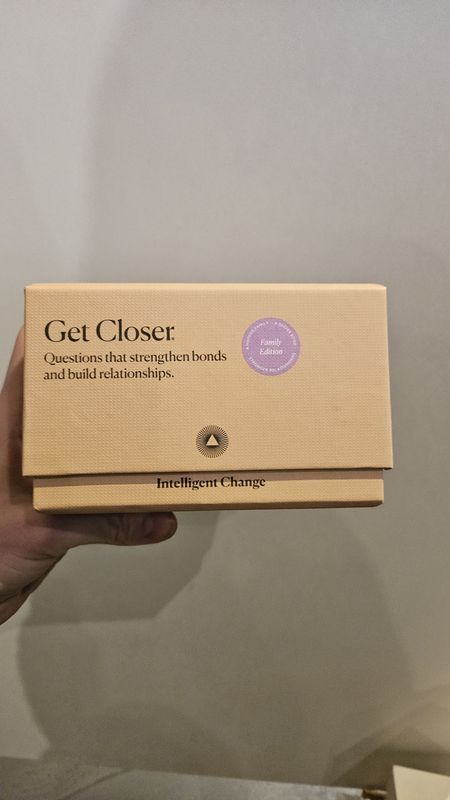 Get Closer
Questions that strengthen bonds
and build relationships.
Family
Edition
Intelligent Change